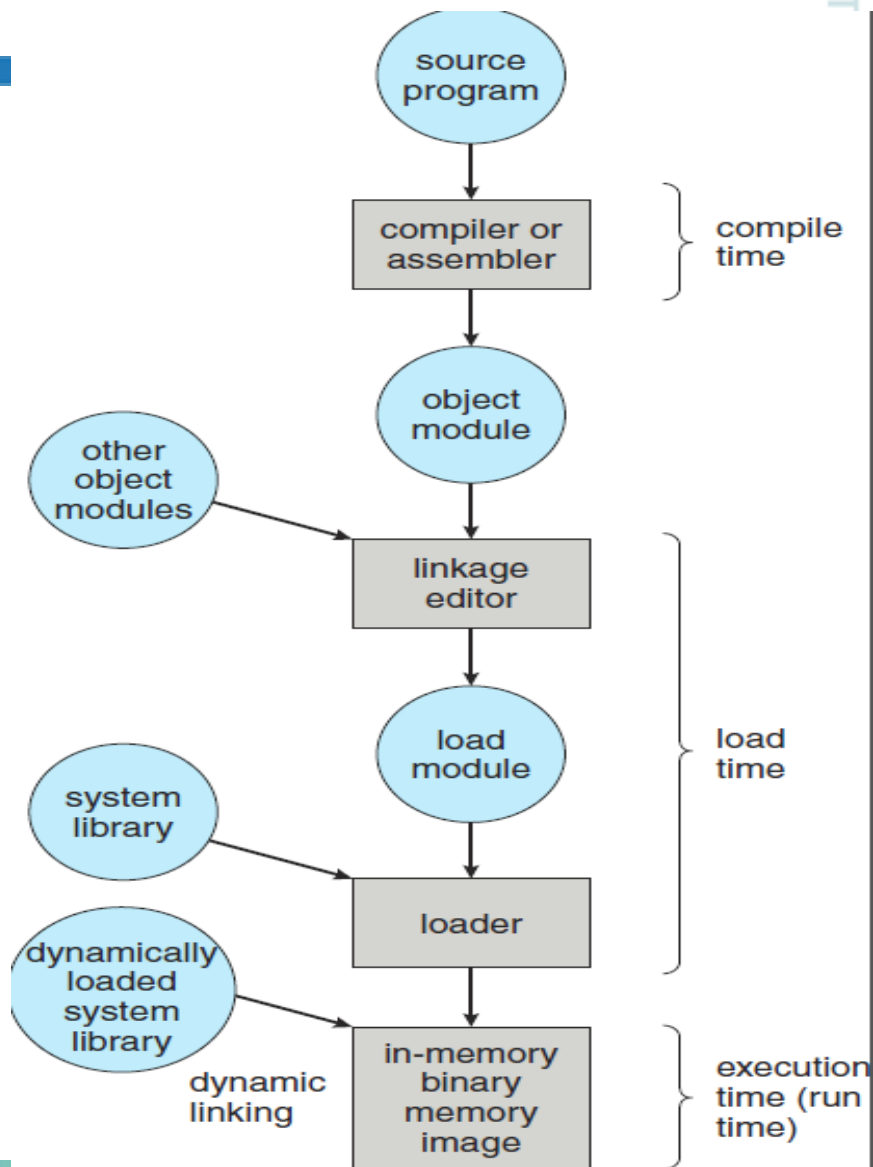 source
program
compiler or
assembler
compile
time
object
module
other
object
modules
linkage
editor
load
module
load
time
system
library
loader
dynamically
loaded
system
library
dynamic
linking
in-memory
binary
memory
image
execution
time (run
time)